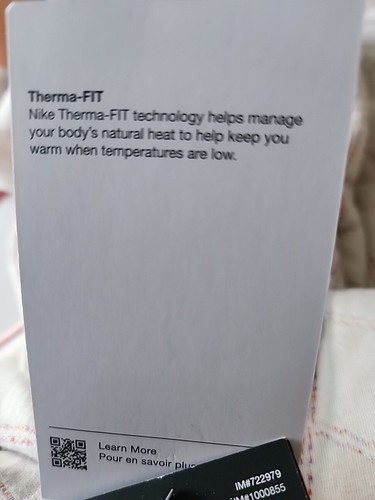 Therma-FIT
Nike Therma-FIT technology helps manage
your body's natural heat to help keep you
warm when temperatures are low.
Learn More
Pour en savoir plus
IM#722979
IM#1000855